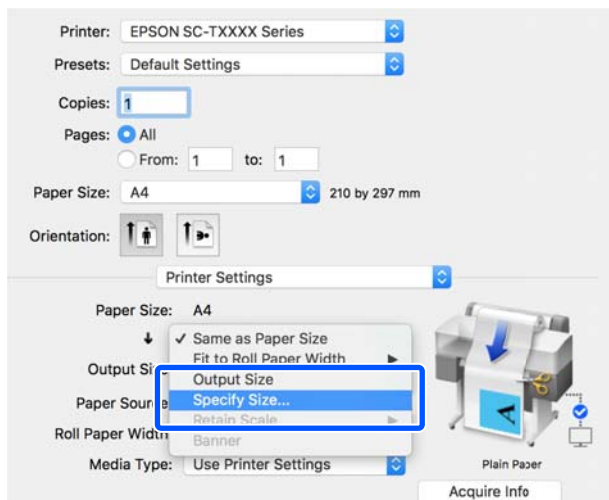 Printer: EPSON SC-TXXXX Series
Presets: Default Settings
Copies: 1
Pages: All
From: 1 to: 1
Paper Size: A4 210 by 297 mm
Orientation:
Printer Settings
Paper Size: A4
Same as Paper Size
Fit to Roll Paper Width
Output Size
Specify Size...
Retain Scale
Banner
Paper Source
Roll Paper Width
Media Type: Use Printer Settings
Plain Paper
Acquire Info